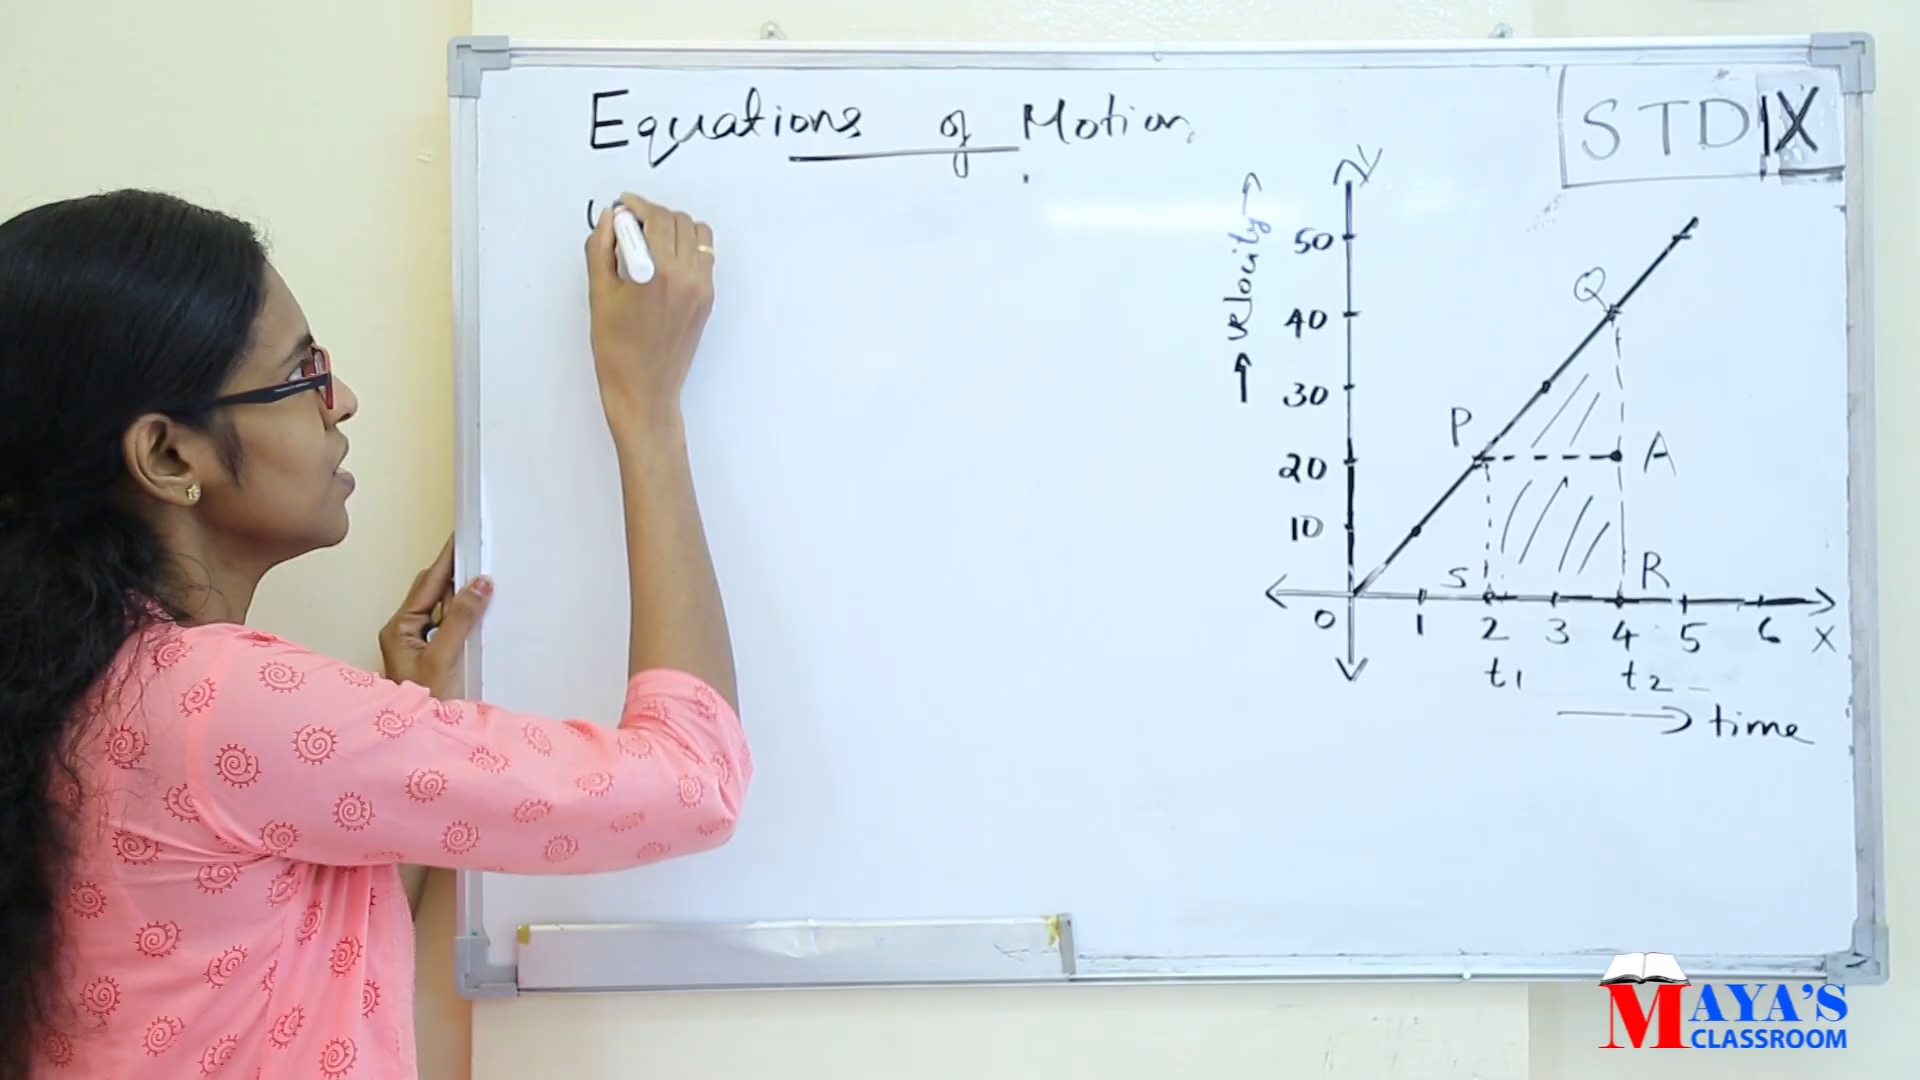 Equations of Motion
STD IX
Y
velocity
50
40
30
20
10
Q
P
A
S
R
0 1 2 3 4 5 6 X
t1 t2
time
MAYA'S
CLASSROOM